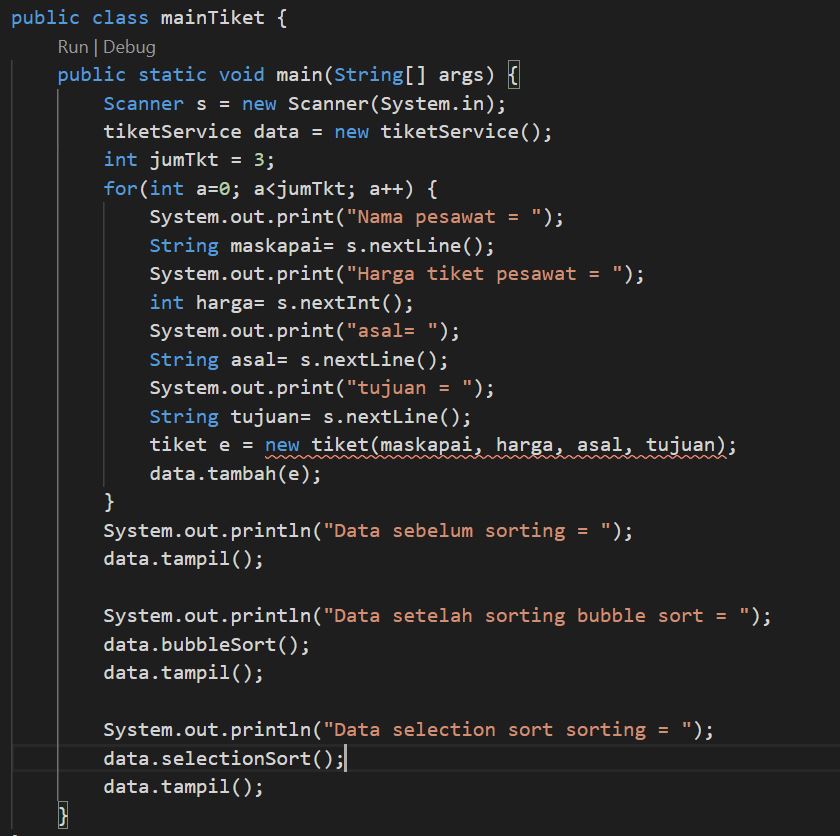 public class mainTiket {
Run | Debug
public static void main(String[] args) {
Scanner s = new Scanner(System.in);
tiketService data = new tiketService();
int jumTkt = 3;
for(int a=0; a<jumTkt; a++) {
System.out.print("Nama pesawat = ");
String maskapai= s.nextLine();
System.out.print("Harga tiket pesawat = ");
int harga= s.nextInt();
System.out.print("asal= ");
String asal= s.nextLine();
System.out.print("tujuan = ");
String tujuan= s.nextLine();
tiket e = new tiket(maskapai, harga, asal, tujuan);
data.tambah(e);
}
System.out.println("Data sebelum sorting = ");
data.tampil();
System.out.println("Data setelah sorting bubble sort = ");
data.bubbleSort();
data.tampil();
System.out.println("Data selection sort sorting = ");
data.selectionSort();
data.tampil();
}